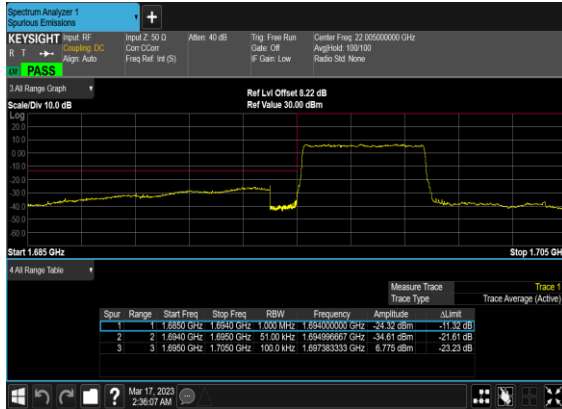 Spectrum Analyzer 1
Spurious Emissions
+
KEYSIGHT Input: RF Input Z: 50 Ω Atten: 40 dB Trig: Free Run Center Freq: 22.005000000 GHz
R T Coupling: DC Corr CCorr Gate: Off Avg|Hold: 100/100
Align: Auto Freq Ref: Int (S) IF Gain: Low Radio Std: None
PASS
3 All Range Graph
Ref Lvl Offset 8.22 dB
Scale/Div 10.0 dB Ref Value 30.00 dBm
Log
20.0
10.0
0.00
-10.0
-20.0
-30.0
-40.0
-50.0
-60.0
Start 1.685 GHz Stop 1.705 GH
4 All Range Table
Measure Trace Trace 1
Trace Type Trace Average (Active)
Spur Range Start Freq Stop Freq RBW Frequency Amplitude ΔLimit
1 1 1.6850 GHz 1.6940 GHz 1.000 MHz 1.694000000 GHz -24.32 dBm -11.32 dB
2 2 1.6940 GHz 1.6950 GHz 51.00 kHz 1.694996667 GHz -34.61 dBm -21.61 dB
3 3 1.6950 GHz 1.7050 GHz 100.0 kHz 1.697383333 GHz 6.775 dBm -23.23 dB
? Mar 17, 2023
2:36:07 AM